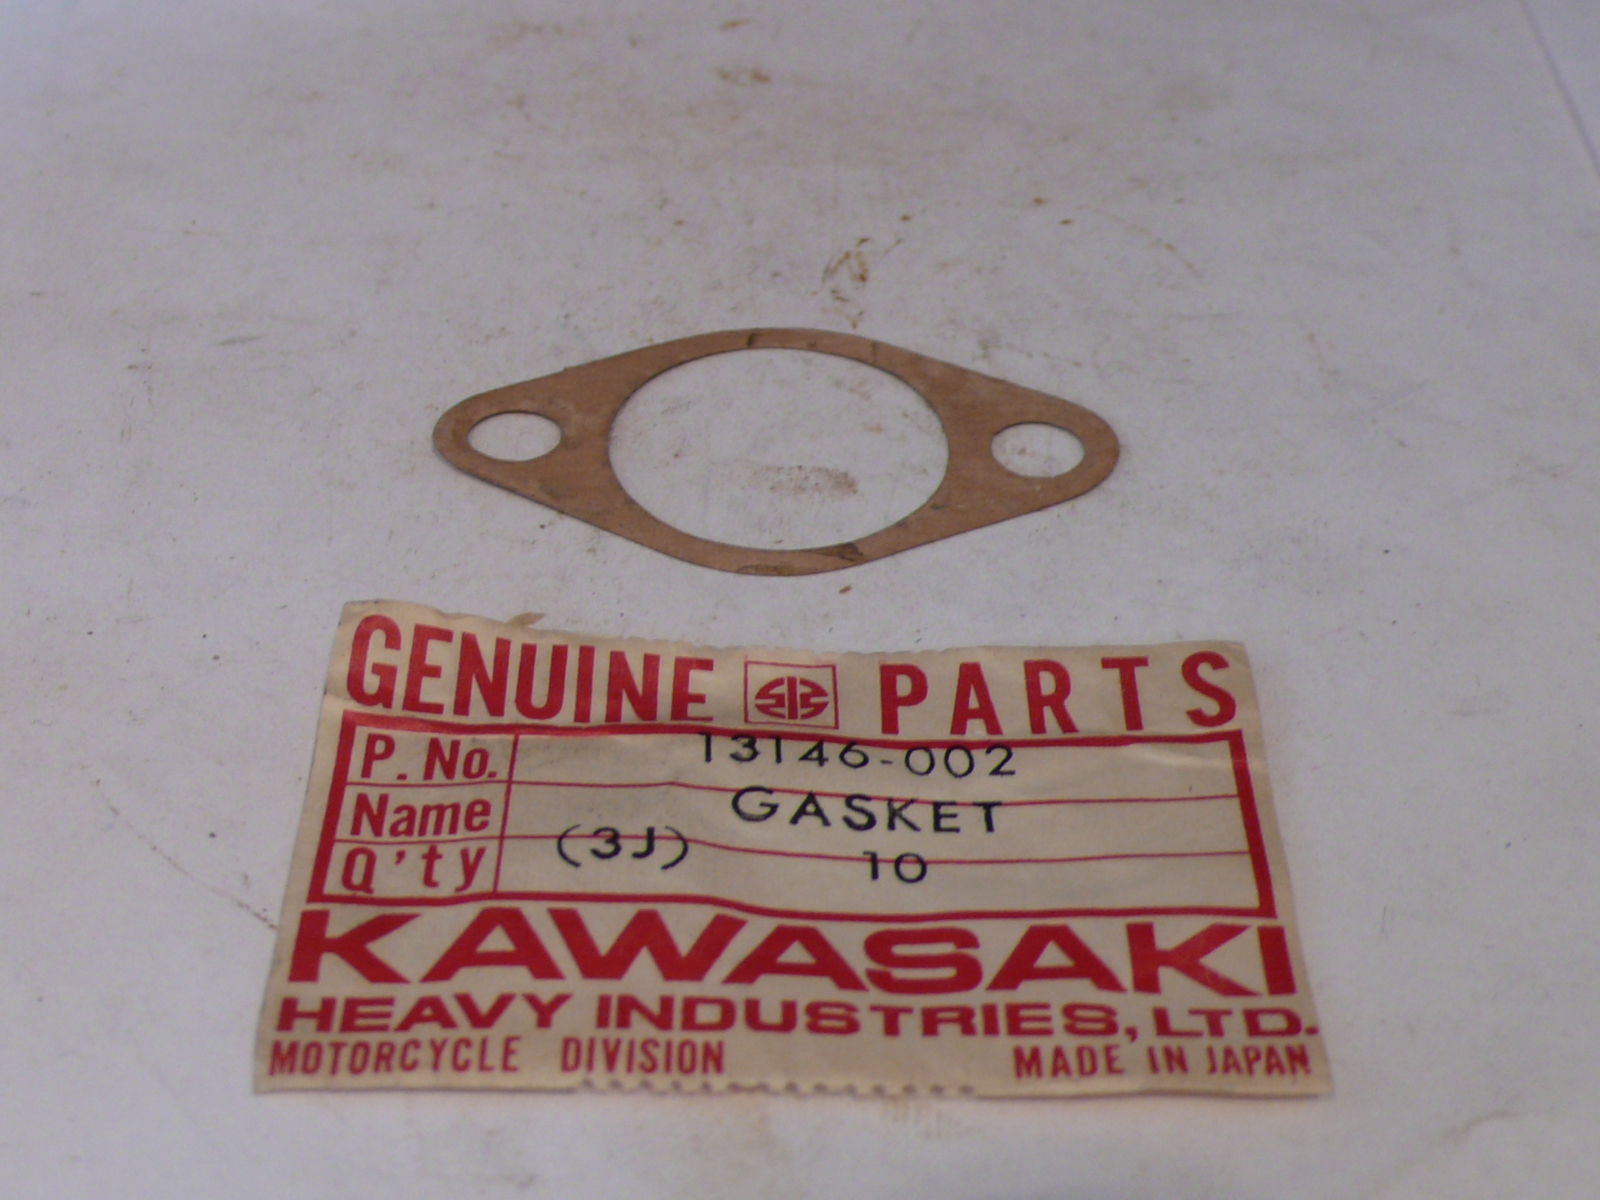 GENUINE PARTS
P. No. 13146-002
Name GASKET
Q'ty (3J) 10
KAWASAKI
HEAVY INDUSTRIES, LTD.
MOTORCYCLE DIVISION MADE IN JAPAN